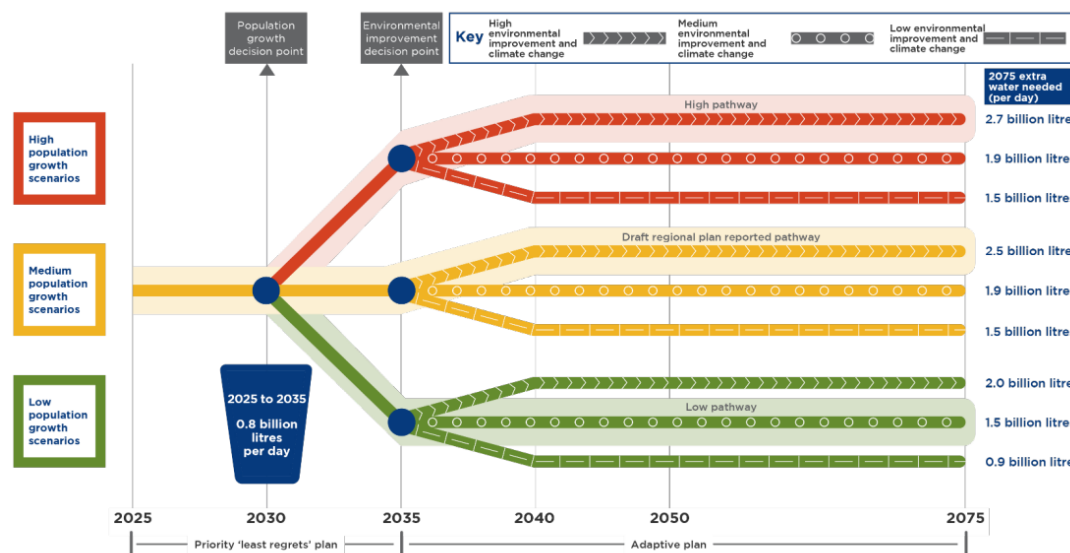 Population
growth
decision point
Environmental
improvement
decision point
Key
High
environmental
improvement and
climate change
Medium
environmental
improvement and
climate change
Low environmental
improvement and
climate change
2075 extra
water needed
(per day)
High
population
growth
scenarios
High pathway
2.7 billion litre
1.9 billion litre
1.5 billion litre
Medium
population
growth
scenarios
Draft regional plan reported pathway
2.5 billion litre
1.9 billion litre
1.5 billion litre
Low
population
growth
scenarios
2025 to 2035
0.8 billion
litres
per day
Low pathway
2.0 billion litre
1.5 billion litre
0.9 billion litre
2025
2030
2035
2040
2050
2075
Priority ‘least regrets’ plan
Adaptive plan